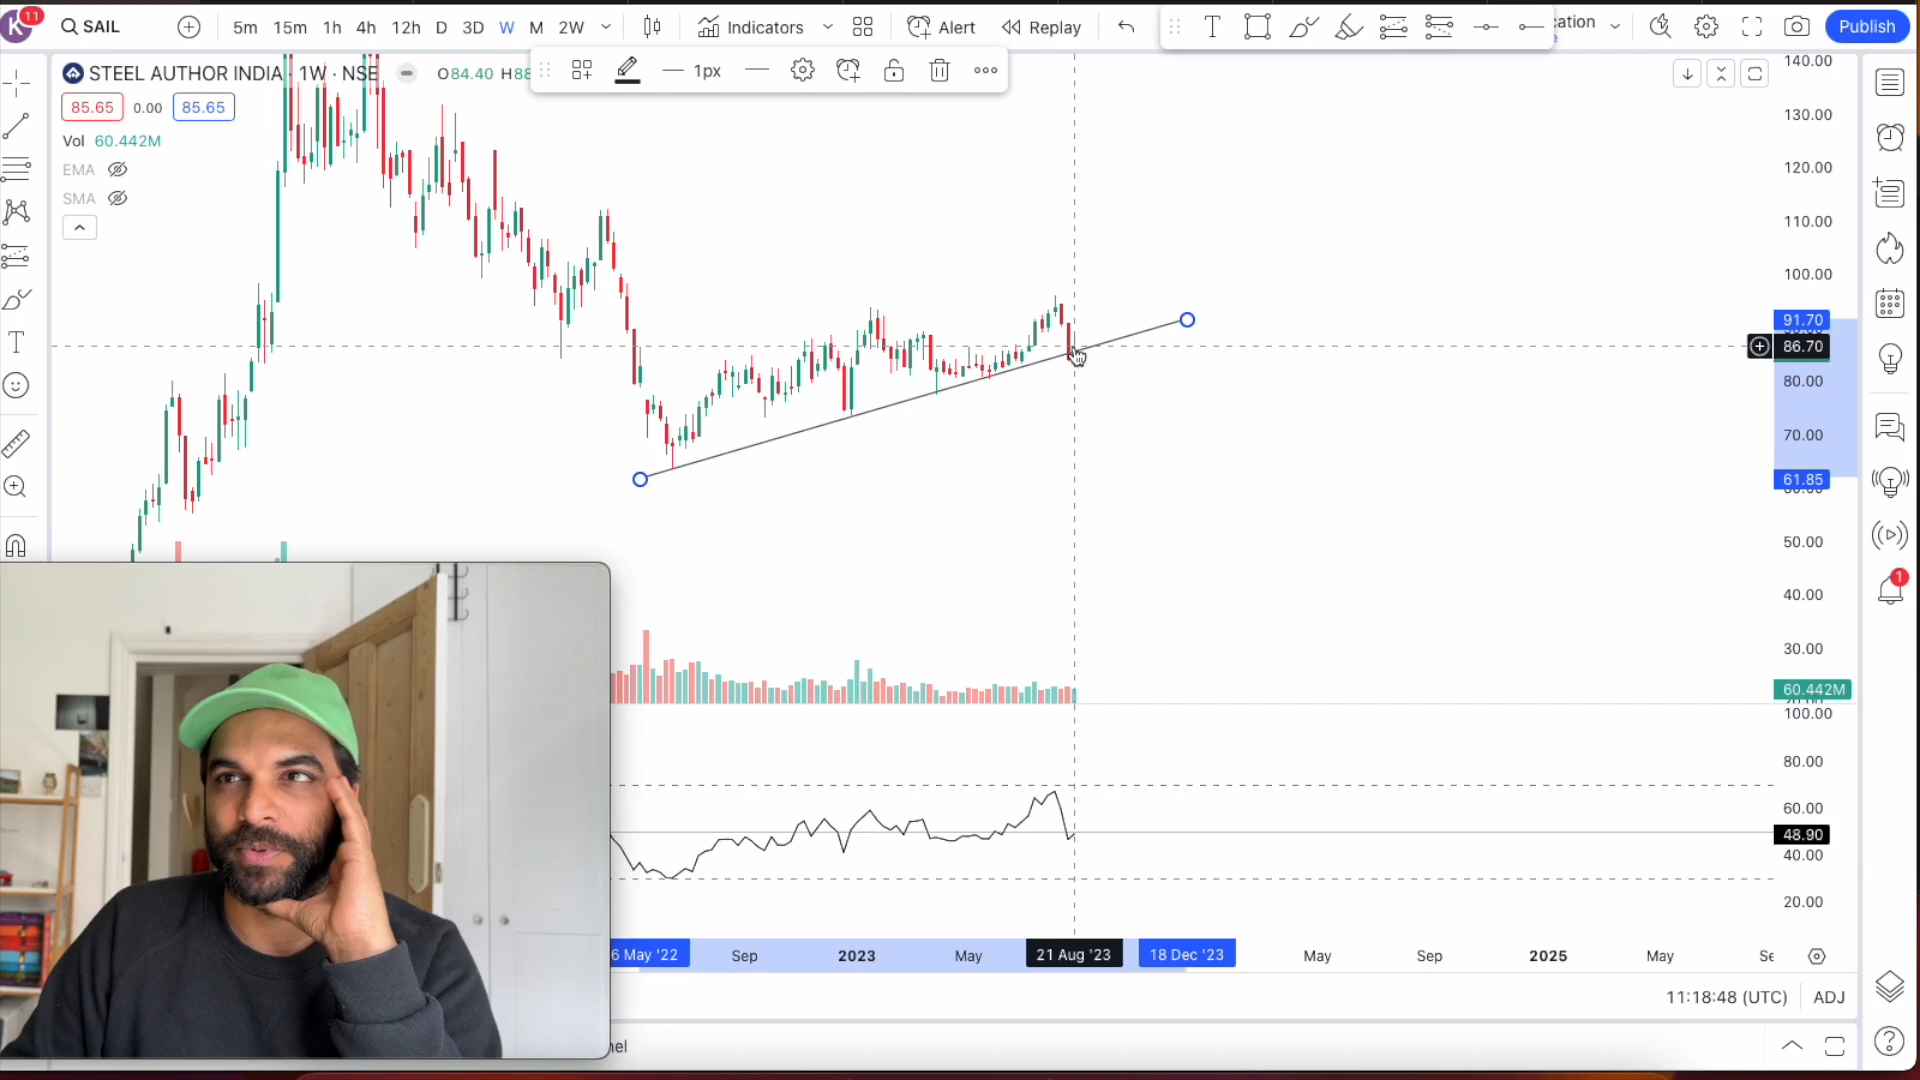 K 11 SAIL 5m 15m 1h 4h 12h D 3D W M 2W Indicators Alert Replay T Publish
1px
STEEL AUTHOR INDIA · 1W · NSE O84.40
85.65 0.00 85.65
Vol 60.442M
EMA
SMA
T
140.00
130.00
120.00
110.00
100.00
91.70
86.70
80.00
70.00
61.85
50.00
40.00
30.00
60.442M
100.00
80.00
60.00
48.90
40.00
20.00
1
6 May '22 Sep 2023 May 21 Aug '23 18 Dec '23 May Sep 2025 May
11:18:48 (UTC) ADJ